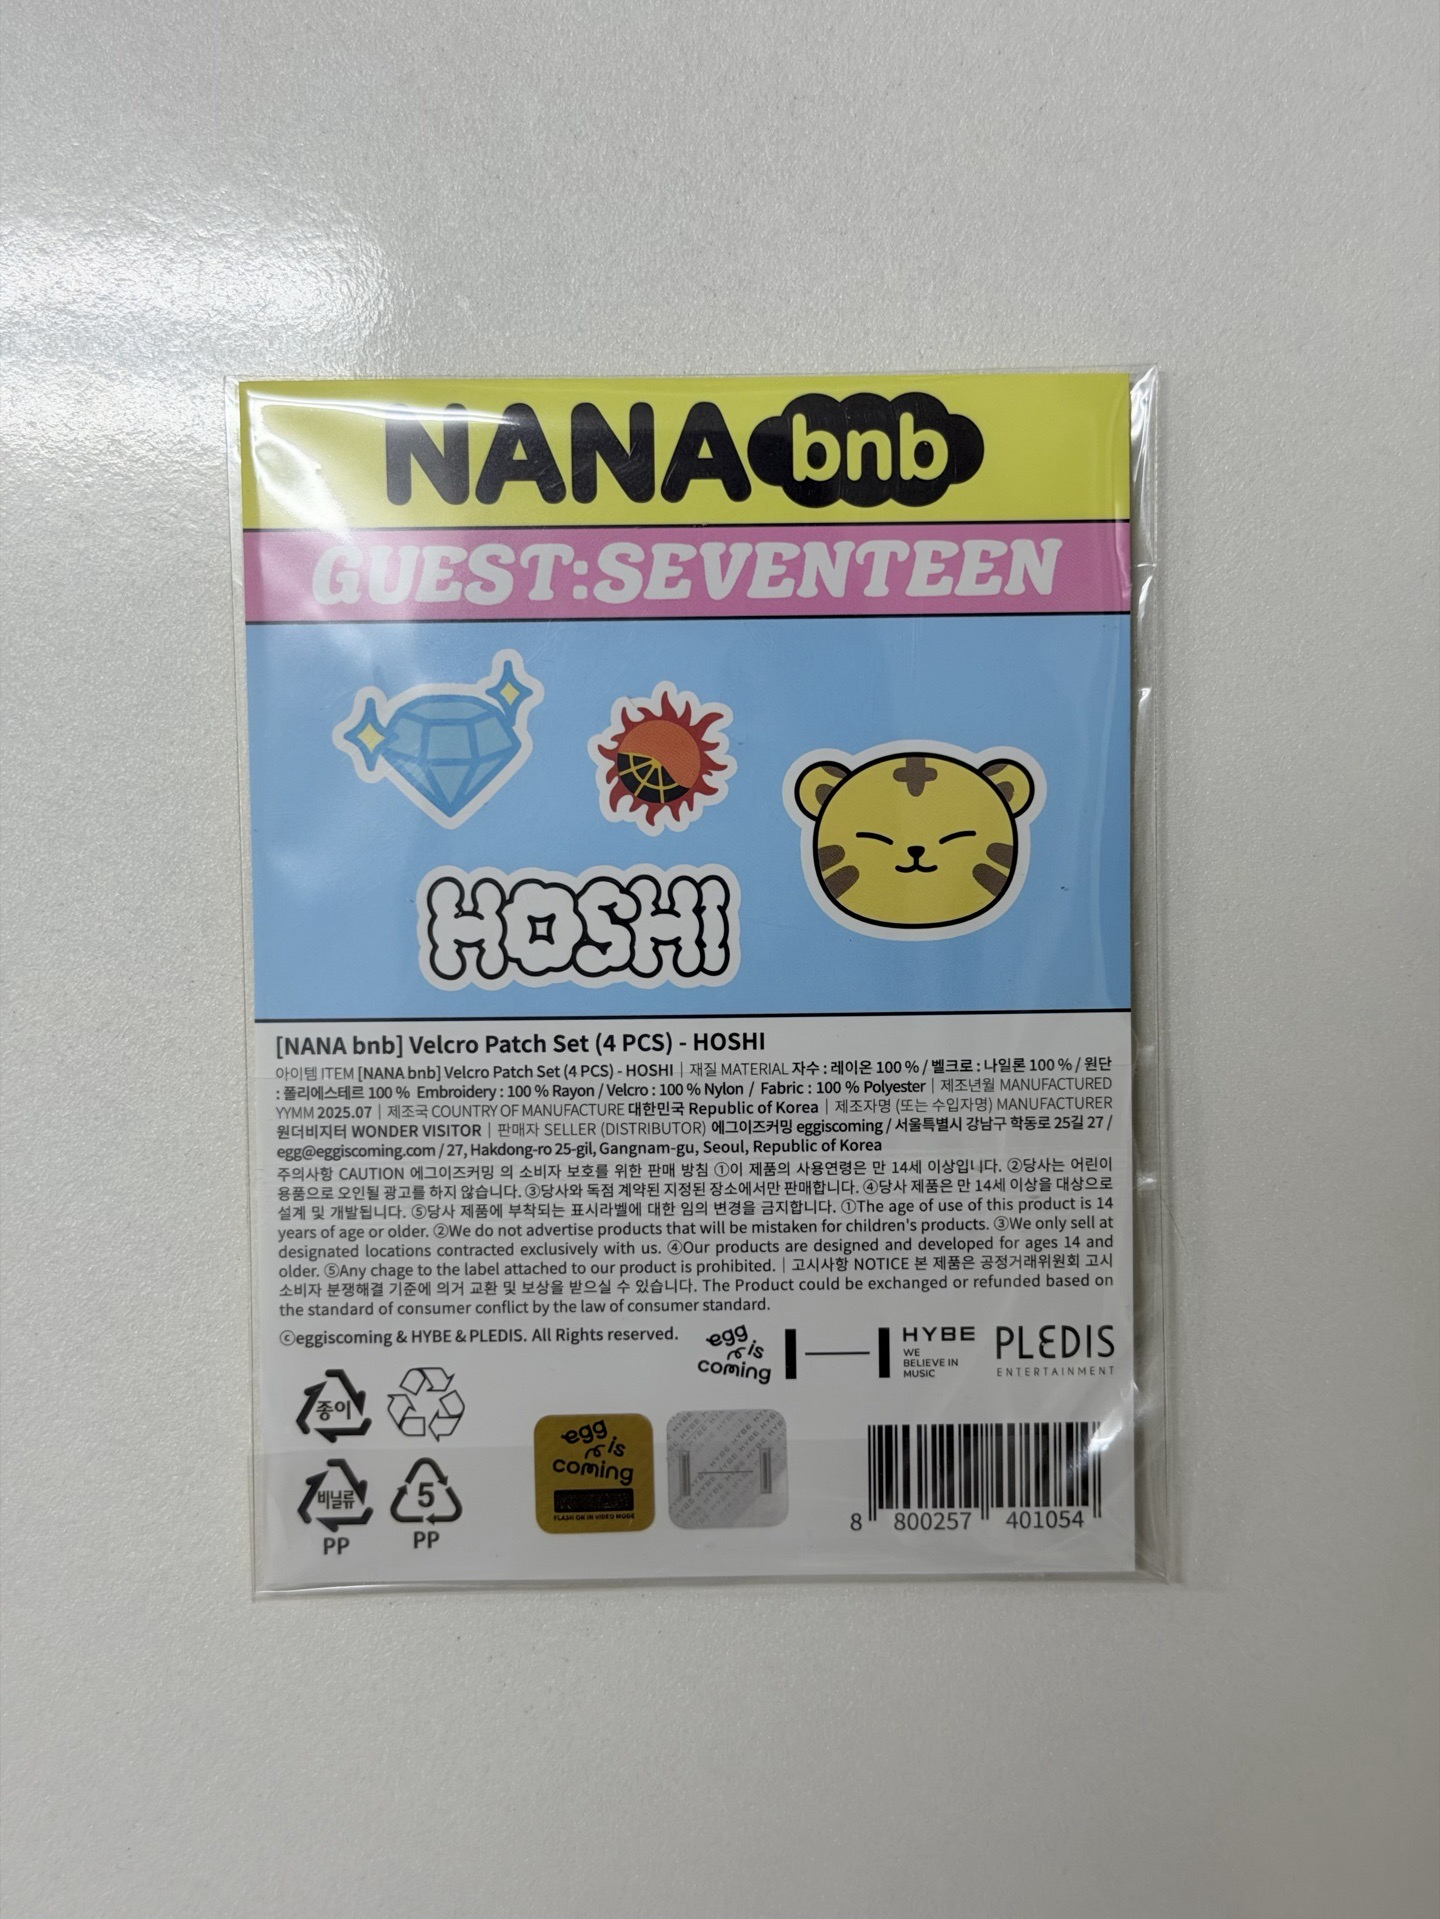 NANA bnb
GUEST:SEVENTEEN
HOSHI
[NANA bnb] Velcro Patch Set (4 PCS) - HOSHI
아이템 ITEM [NANA bnb] Velcro Patch Set (4 PCS) - HOSHI | 재질 MATERIAL 자수 : 레이온 100 % / 벨크로 : 나일론 100 % / 원단
: 폴리에스테르 100 % Embroidery : 100 % Rayon / Velcro : 100 % Nylon / Fabric : 100 % Polyester | 제조년월 MANUFACTURED
YYMM 2025.07 | 제조국 COUNTRY OF MANUFACTURE 대한민국 Republic of Korea | 제조자명 (또는 수입자명) MANUFACTURER
원더비지터 WONDER VISITOR | 판매자 SELLER (DISTRIBUTOR) 에그이즈커밍 eggiscoming / 서울특별시 강남구 학동로 25길 27 /
egg@eggiscoming.com / 27, Hakdong-ro 25-gil, Gangnam-gu, Seoul, Republic of Korea
주의사항 CAUTION 에그이즈커밍 의 소비자 보호를 위한 판매 방침 ①이 제품의 사용연령은 만 14세 이상입니다. ②당사는 어린이
용품으로 오인될 광고를 하지 않습니다. ③당사와 독점 계약된 지정된 장소에서만 판매합니다. ④당사 제품은 만 14세 이상을 대상으로
설계 및 개발됩니다. ⑤당사 제품에 부착되는 표시라벨에 대한 임의 변경을 금지합니다. ①The age of use of this product is 14
years of age or older. ②We do not advertise products that will be mistaken for children's products. ③We only sell at
designated locations contracted exclusively with us. ④Our products are designed and developed for ages 14 and
older. ⑤Any chage to the label attached to our product is prohibited. | 고시사항 NOTICE 본 제품은 공정거래위원회 고시
소비자 분쟁해결 기준에 의거 교환 및 보상을 받으실 수 있습니다. The Product could be exchanged or refunded based on
the standard of consumer conflict by the law of consumer standard.
ⓒeggiscoming & HYBE & PLEDIS. All Rights reserved.
egg is coming
HYBE
WE
BELIEVE IN
MUSIC
PLEDIS
ENTERTAINMENT
종이
비닐류
PP
5
PP
egg is coming
FLASH ON IN VIDEO MODE
HYBE HYBE HYBE
8 800257 401054